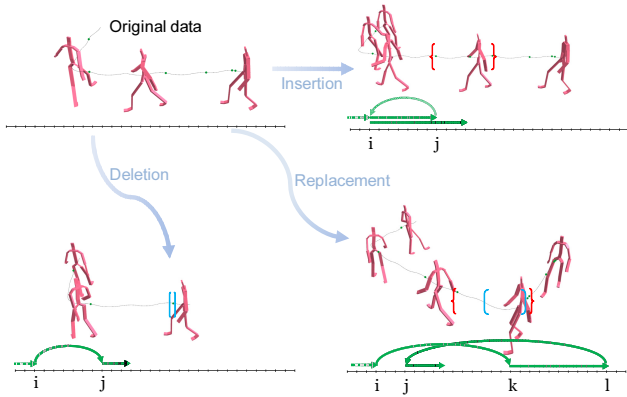 Original data
Insertion
i j
Deletion
Replacement
i j
i j k l